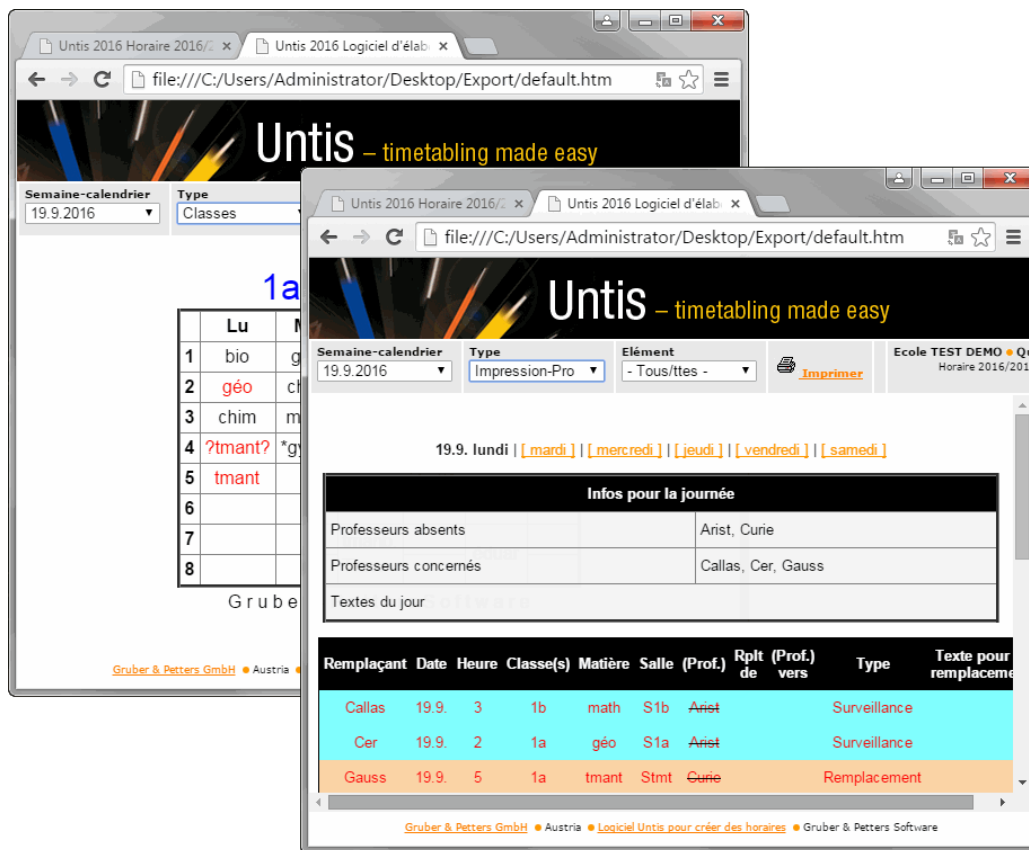 Untis 2016 Horaire 2016/2 × Untis 2016 Logiciel d'élab ×
file:///C:/Users/Administrator/Desktop/Export/default.htm
Untis – timetabling made easy
Semaine-calendrier Type
19.9.2016 Classes
1a
Lu
1 bio
2 géo
3 chim
4 ?tmant?
5 tmant
6
7
8
Grube
Gruber & Petters GmbH ● Austria ●
Untis 2016 Horaire 2016/2 × Untis 2016 Logiciel d'élab ×
file:///C:/Users/Administrator/Desktop/Export/default.htm
Untis – timetabling made easy
Semaine-calendrier Type Elément Ecole TEST DEMO ● Qu
19.9.2016 Impression-Pro - Tous/ttes - Imprimer Horaire 2016/201
19.9. lundi | [ mardi ] | [ mercredi ] | [ jeudi ] | [ vendredi ] | [ samedi ]
Infos pour la journée
Professeurs absents Arist, Curie
Professeurs concernés Callas, Cer, Gauss
Textes du jour
Remplaçant Date Heure Classe(s) Matière Salle (Prof.) Rplt de (Prof.) vers Type Texte pour remplaceme
Callas 19.9. 3 1b math S1b Arist Surveillance
Cer 19.9. 2 1a géo S1a Arist Surveillance
Gauss 19.9. 5 1a tmant Stmt Curie Remplacement
Gruber & Petters GmbH ● Austria ● Logiciel Untis pour créer des horaires ● Gruber & Petters Software